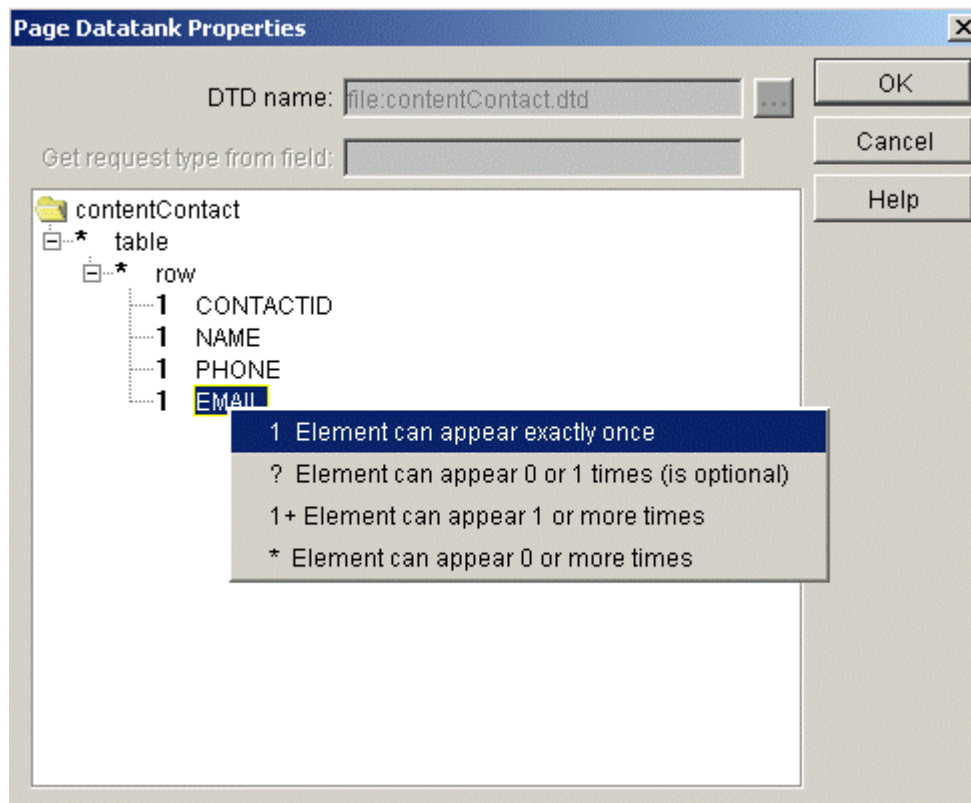 Page Datatank Properties
DTD name: file:contentContact.dtd ...
OK
Get request type from field:
Cancel
Help
contentContact
* table
* row
1 CONTACTID
1 NAME
1 PHONE
1 EMAIL
1 Element can appear exactly once
? Element can appear 0 or 1 times (is optional)
1+ Element can appear 1 or more times
* Element can appear 0 or more times